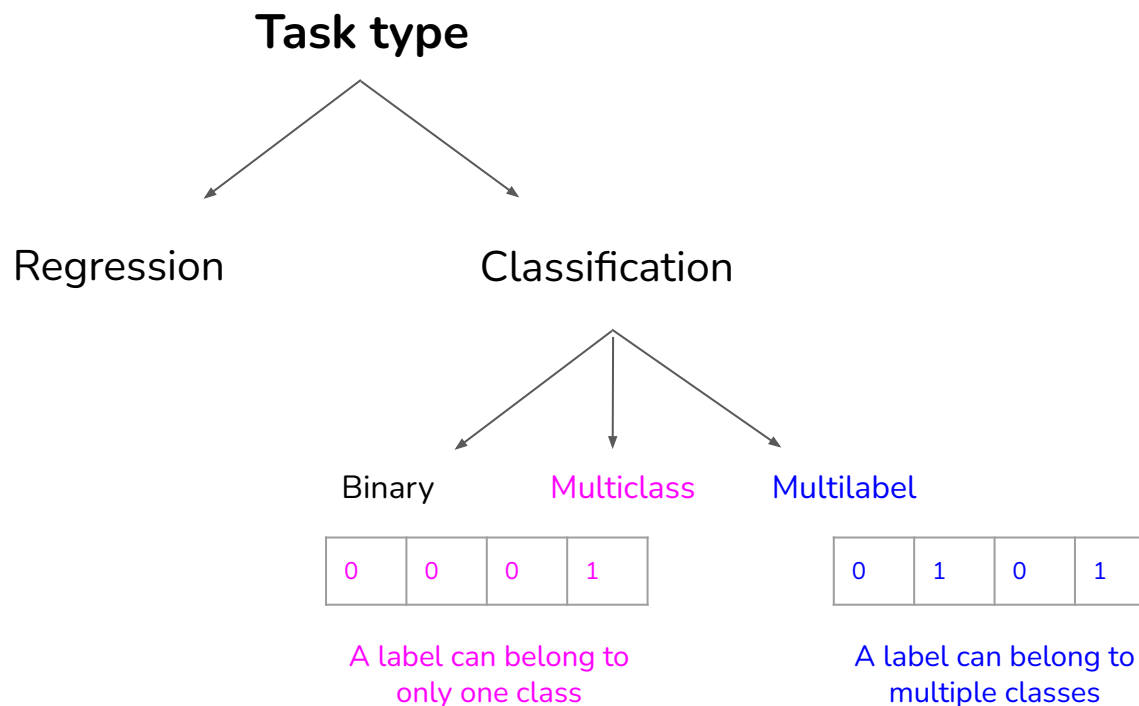 Task type
Regression
Classification
Binary
Multiclass
Multilabel
0 0 0 1
0 1 0 1
A label can belong to
only one class
A label can belong to
multiple classes